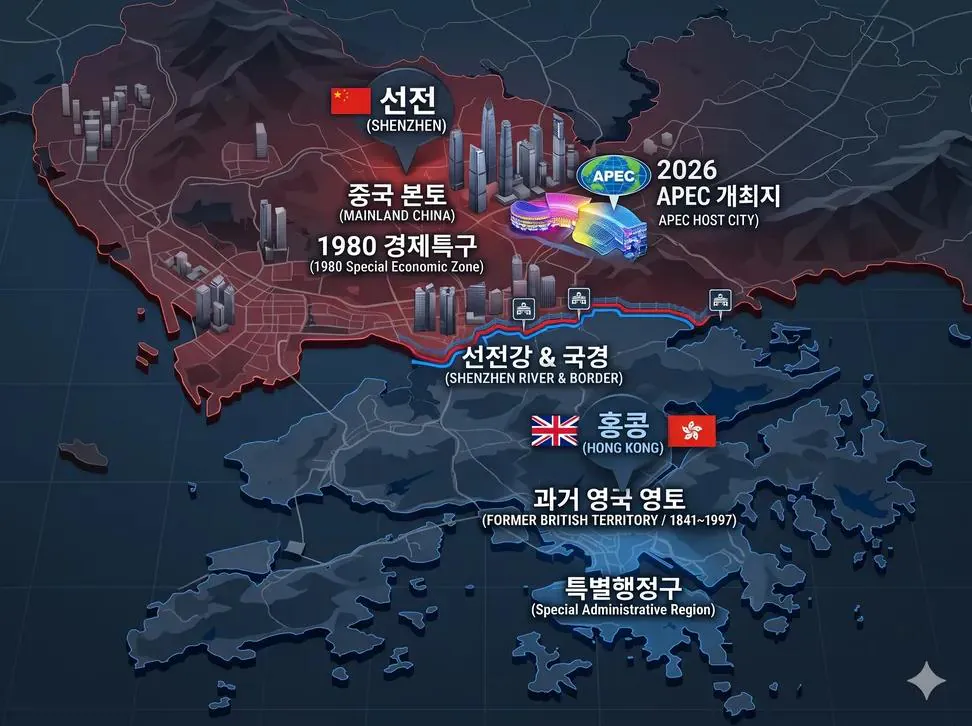 선전
(SHENZHEN)
중국 본토
(MAINLAND CHINA)
1980 경제특구
(1980 Special Economic Zone)
APEC
2026
APEC 개최지
APEC HOST CITY)
선전강 & 국경
(SHENZHEN RIVER & BORDER)
홍콩
(HONG KONG)
과거 영국 영토
(FORMER BRITISH TERRITORY / 1841~1997)
특별행정구
(Special Administrative Region)